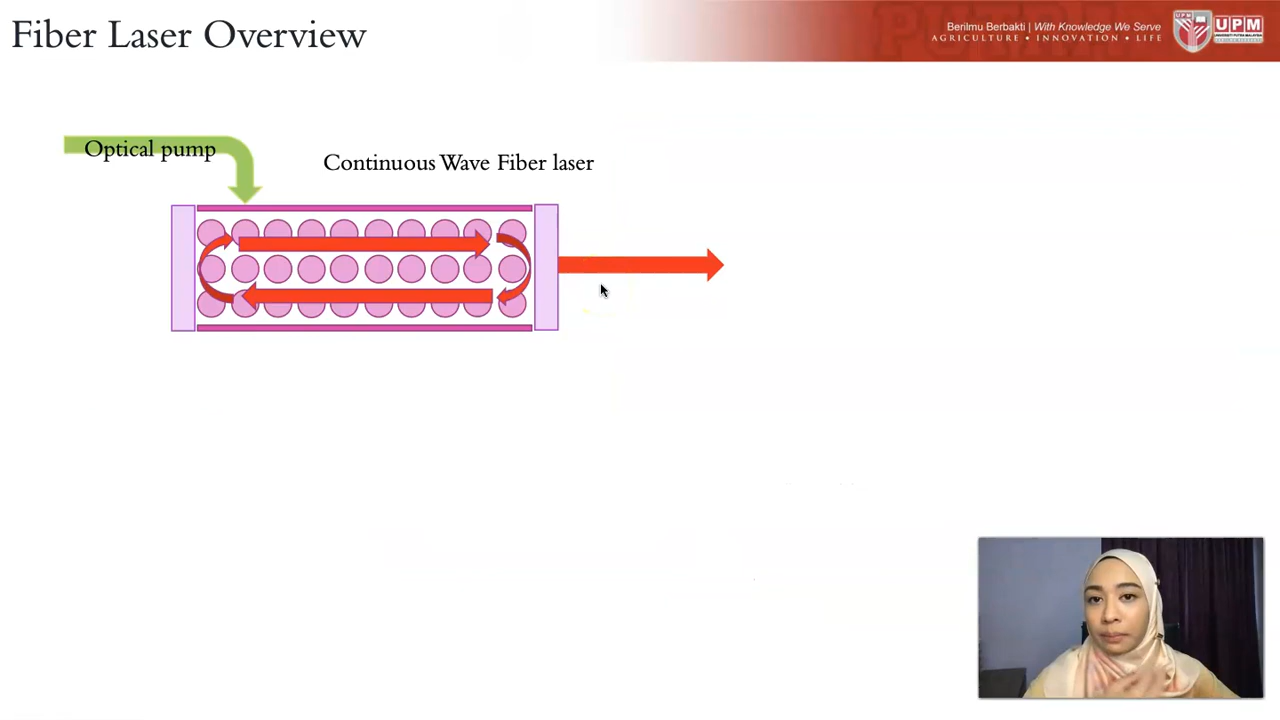 Fiber Laser Overview
Berilmu Berbakti | With Knowledge We Serve
AGRICULTURE • INNOVATION • LIFE
UPM
UPM
Optical pump
Continuous Wave Fiber laser